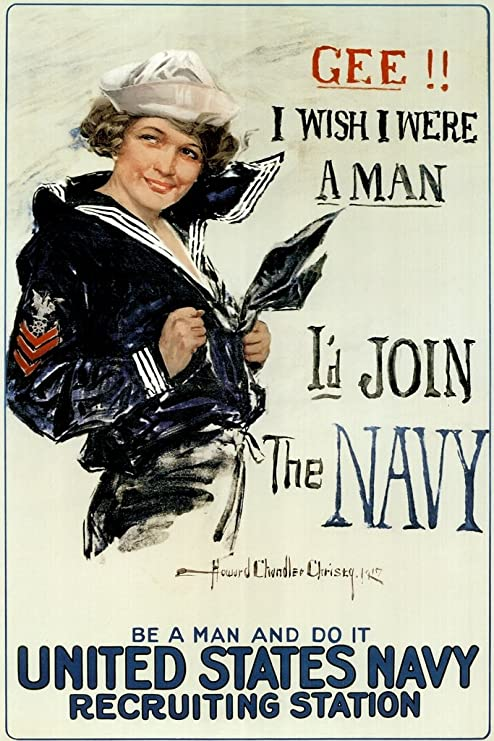 GEE!!
I WISH I WERE
A MAN
I'd JOIN
The NAVY
Howard Chandler Christy. 1917
BE A MAN AND DO IT
UNITED STATES NAVY
RECRUITING STATION